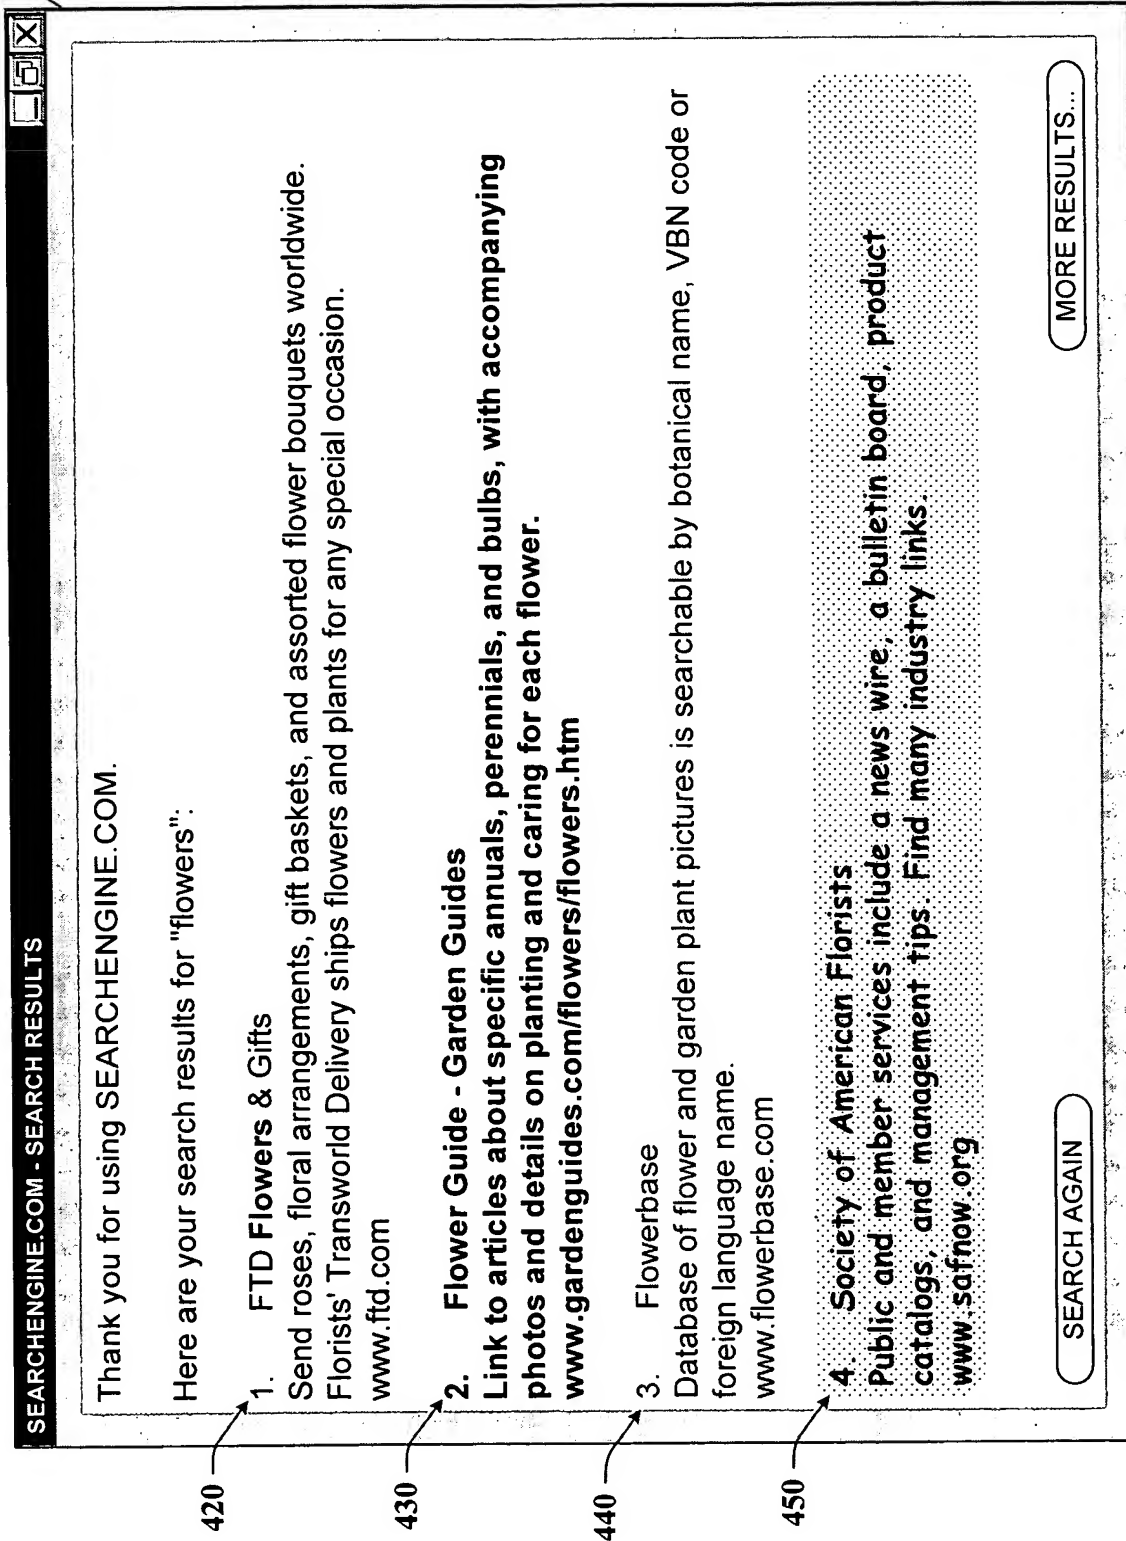 SEARCHENGINE.COM - SEARCH RESULTS
Thank you for using SEARCHENGINE.COM.
Here are your search results for "flowers":
420
1. FTD Flowers & Gifts
Send roses, floral arrangements, gift baskets, and assorted flower bouquets worldwide.
Florists' Transworld Delivery ships flowers and plants for any special occasion.
www.ftd.com
430
2. Flower Guide - Garden Guides
Link to articles about specific annuals, perennials, and bulbs, with accompanying
photos and details on planting and caring for each flower.
www.gardenguides.com/flowers/flowers.htm
440
3. Flowerbase
Database of flower and garden plant pictures is searchable by botanical name, VBN code or
foreign language name.
www.flowerbase.com
450
4. Society of American Florists
Public and member services include a news wire, a bulletin board, product
catalogs, and management tips. Find many industry links.
www.safnow.org
SEARCH AGAIN
MORE RESULTS...